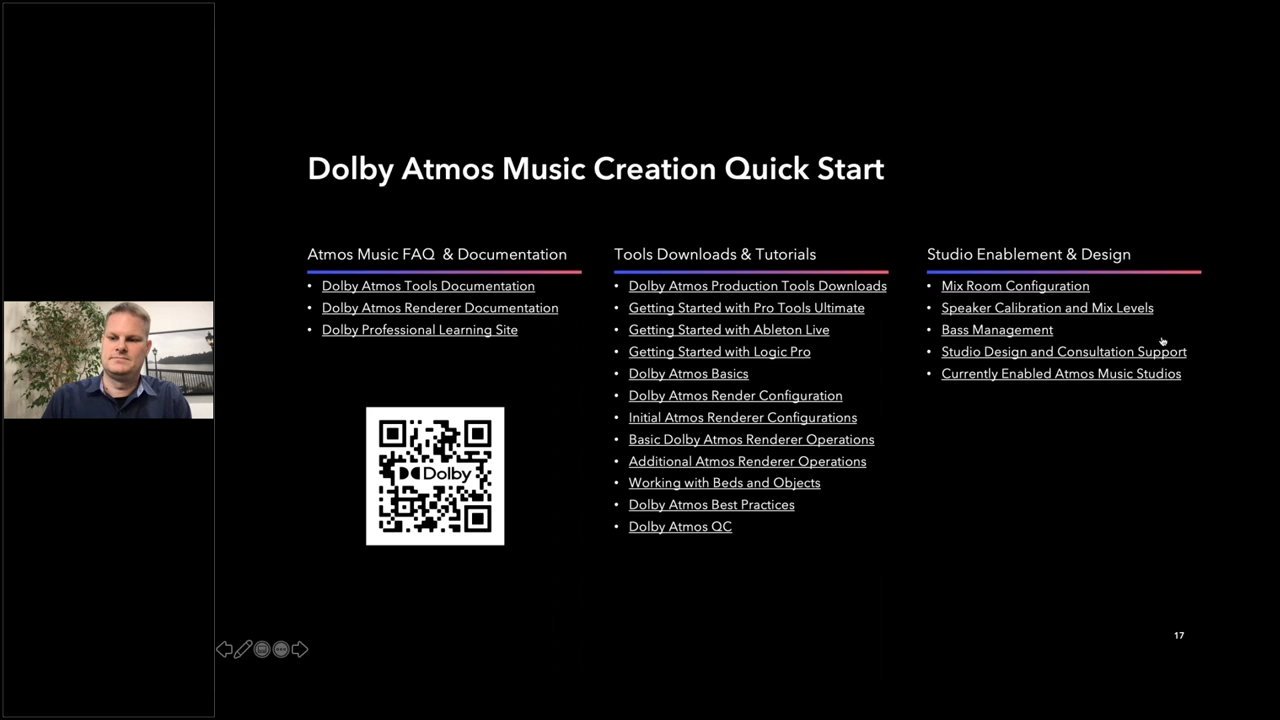 Dolby Atmos Music Creation Quick Start
Atmos Music FAQ & Documentation
Dolby Atmos Tools Documentation
Dolby Atmos Renderer Documentation
Dolby Professional Learning Site
Dolby
Tools Downloads & Tutorials
Dolby Atmos Production Tools Downloads
Getting Started with Pro Tools Ultimate
Getting Started with Ableton Live
Getting Started with Logic Pro
Dolby Atmos Basics
Dolby Atmos Render Configuration
Initial Atmos Renderer Configurations
Basic Dolby Atmos Renderer Operations
Additional Atmos Renderer Operations
Working with Beds and Objects
Dolby Atmos Best Practices
Dolby Atmos QC
Studio Enablement & Design
Mix Room Configuration
Speaker Calibration and Mix Levels
Bass Management
Studio Design and Consultation Support
Currently Enabled Atmos Music Studios
17